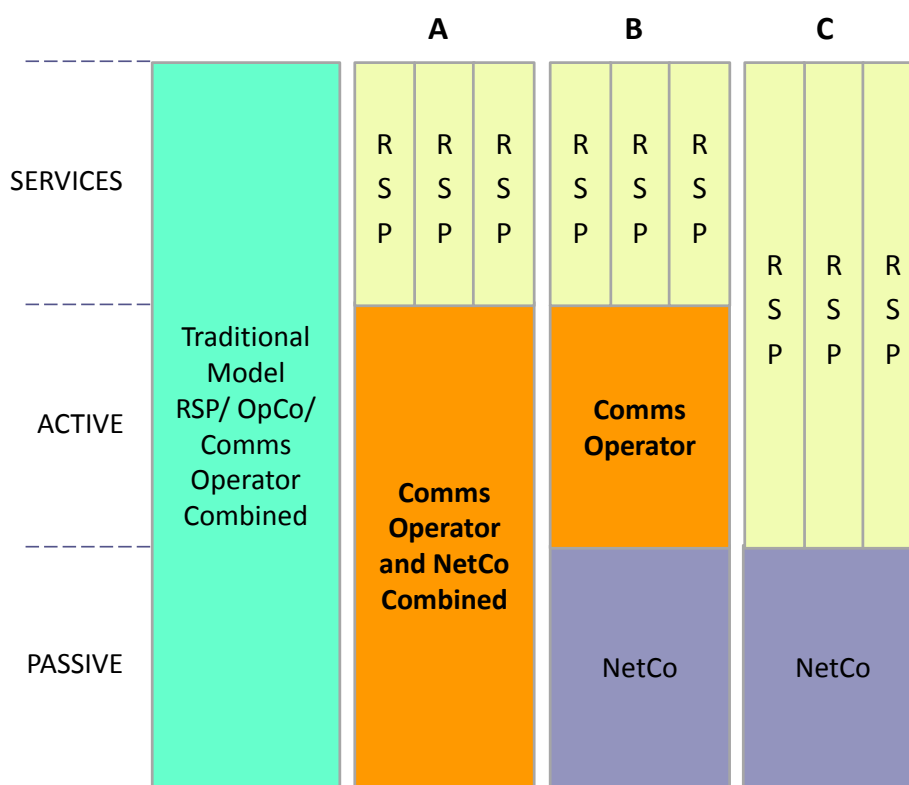 A
B
C
SERVICES
ACTIVE
PASSIVE
Traditional
Model
RSP/ OpCo/
Comms
Operator
Combined
R
S
P
R
S
P
R
S
P
Comms
Operator
and NetCo
Combined
R
S
P
R
S
P
R
S
P
Comms
Operator
NetCo
R
S
P
R
S
P
R
S
P
NetCo